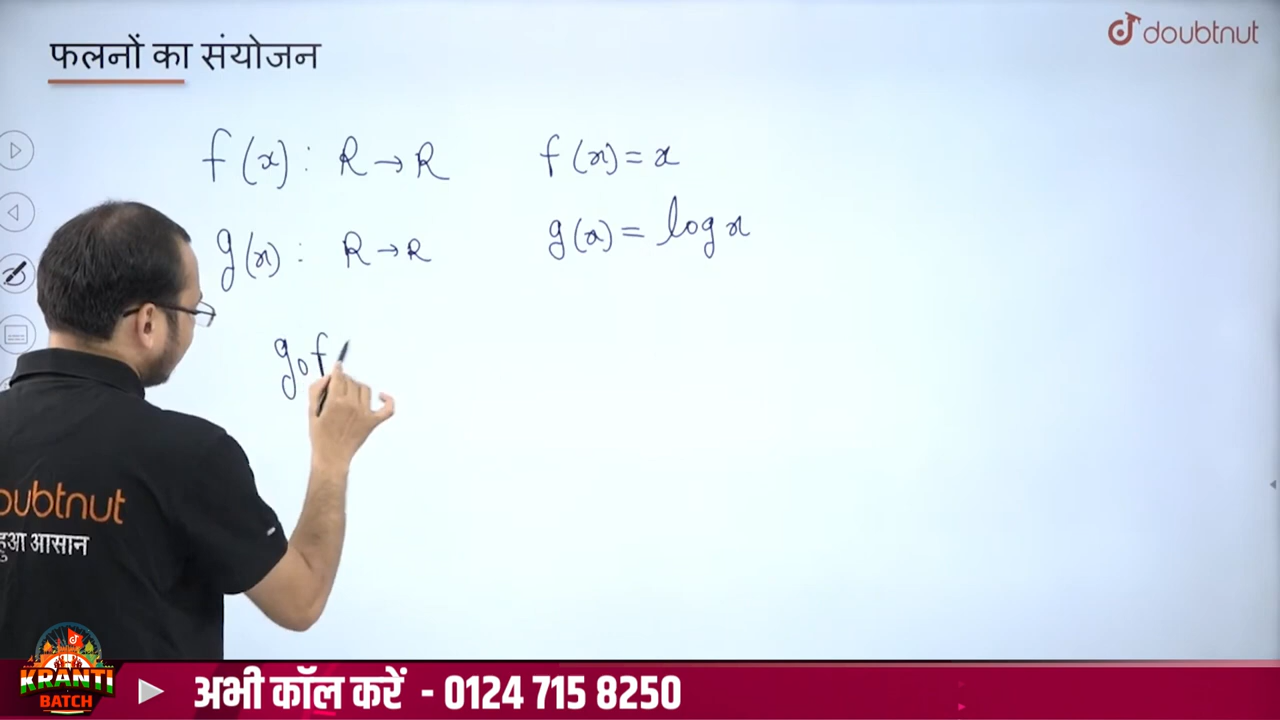 फलनों का संयोजन
doubtnut
f(x) : R → R
f(x) = x
g(x) : R → R
g(x) = log x
gof
oubtnut
हुआ आसान
KRANTI
BATCH
अभी कॉल करें - 0124 715 8250